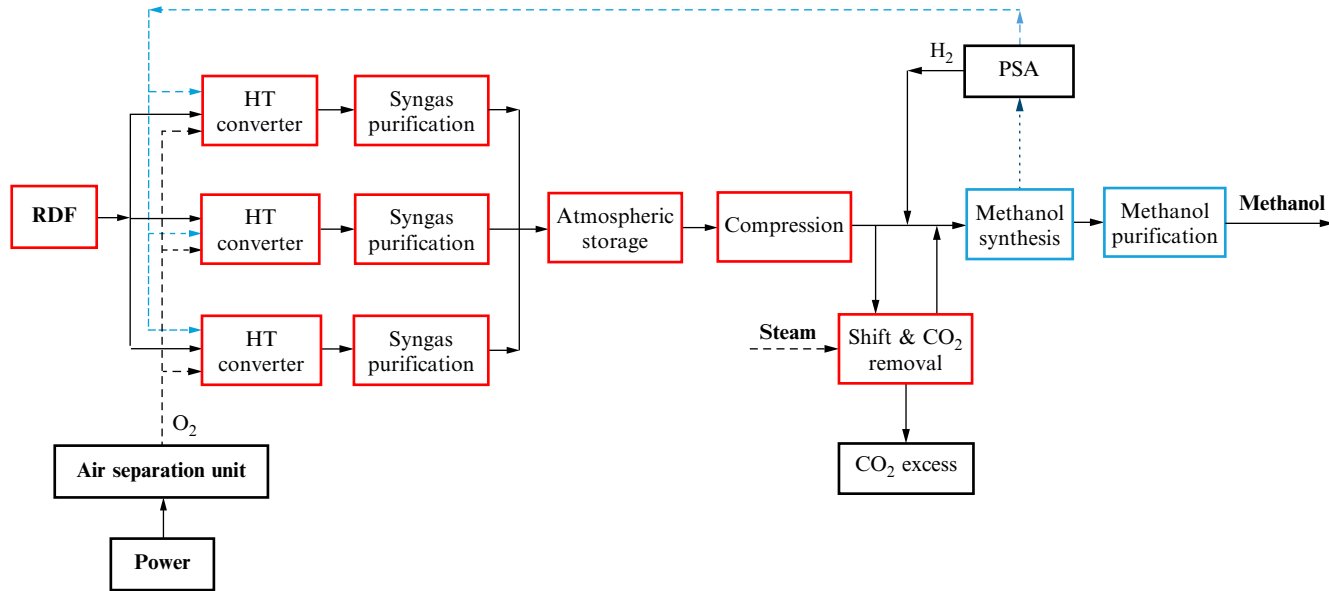 H₂
PSA
HT
converter
Syngas
purification
RDF
HT
converter
Syngas
purification
Atmospheric
storage
Compression
Methanol
synthesis
Methanol
purification
Methanol
HT
converter
Syngas
purification
Steam
Shift & CO₂
removal
O₂
Air separation unit
CO₂ excess
Power